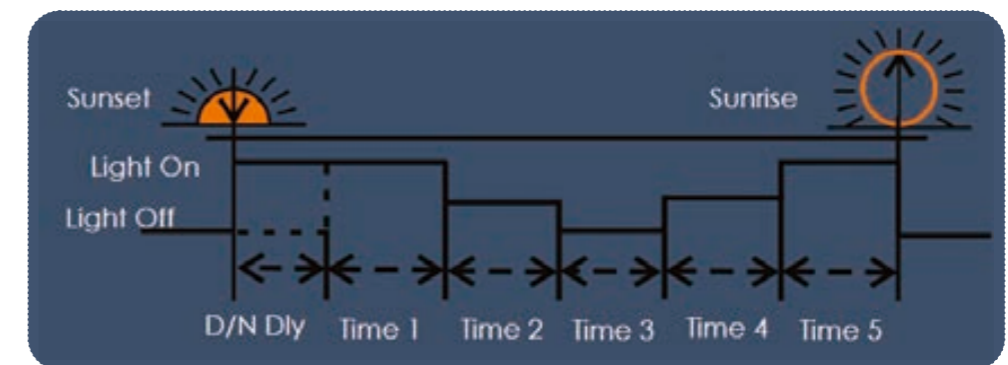 Sunset
Sunrise
Light On
Light Off
D/N Dly Time 1 Time 2 Time 3 Time 4 Time 5